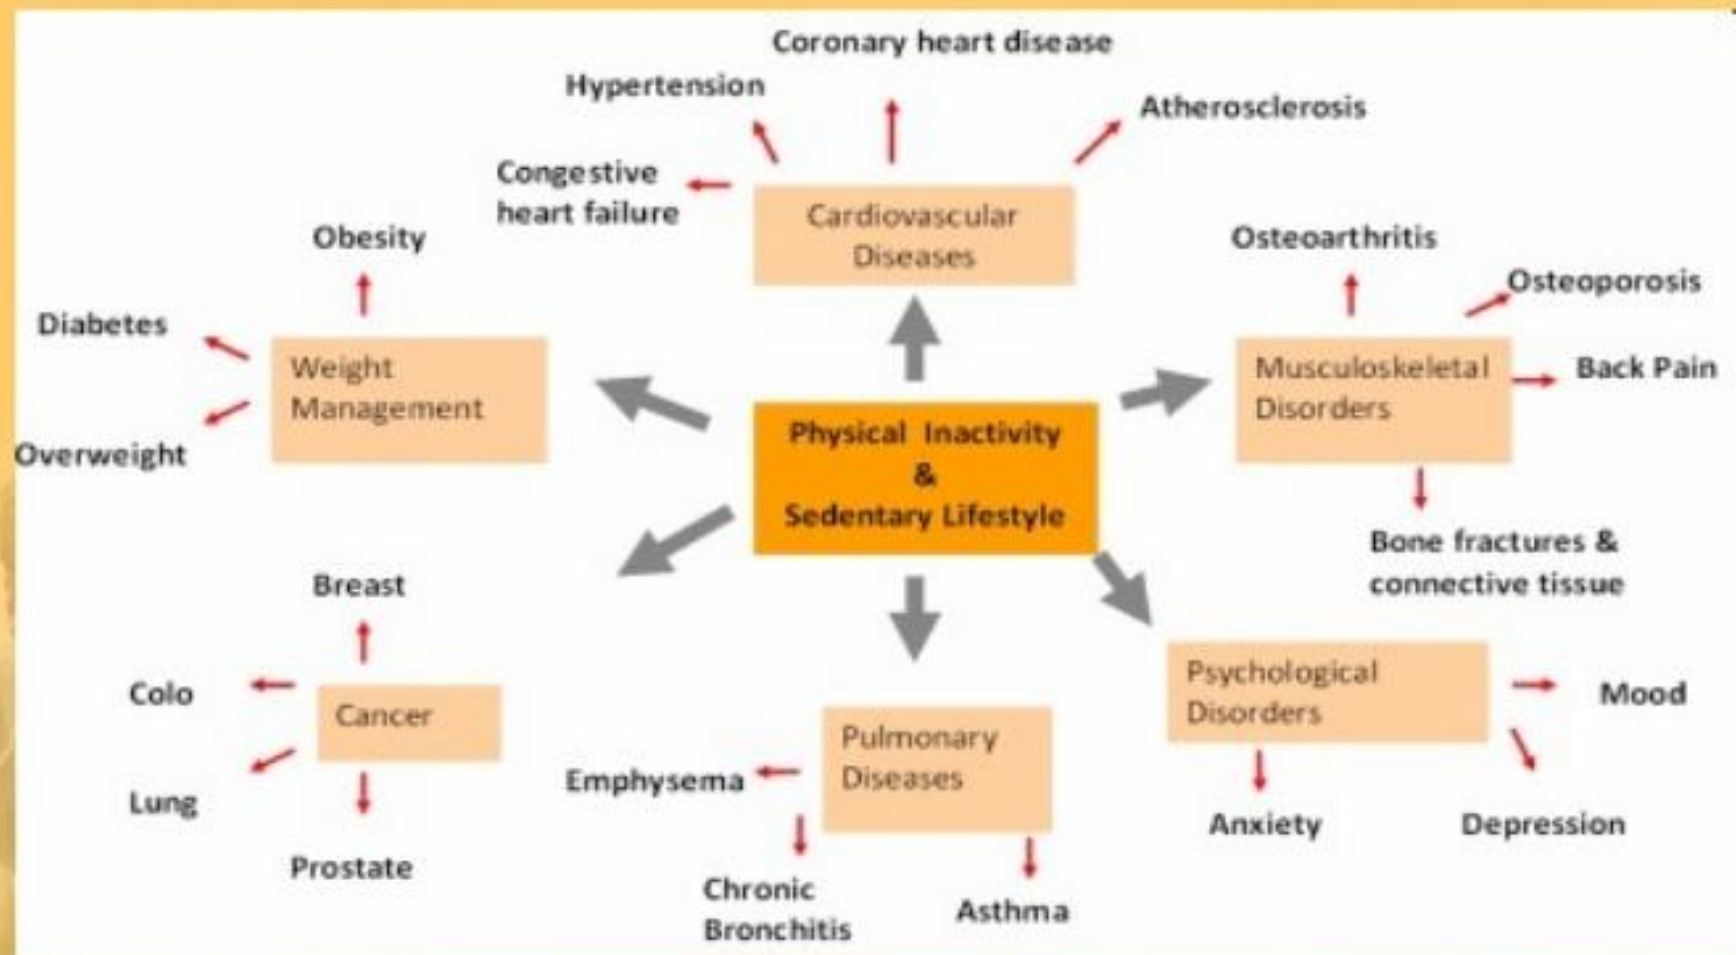 Coronary heart disease
Hypertension
Atherosclerosis
Congestive
heart failure
Cardiovascular
Diseases
Obesity
Diabetes
Overweight
Weight
Management
Osteoarthritis
Osteoporosis
Back Pain
Musculoskeletal
Disorders
Bone fractures &
connective tissue
Physical Inactivity
&
Sedentary Lifestyle
Breast
Colo
Lung
Prostate
Cancer
Pulmonary
Diseases
Emphysema
Chronic
Bronchitis
Asthma
Psychological
Disorders
Mood
Anxiety
Depression